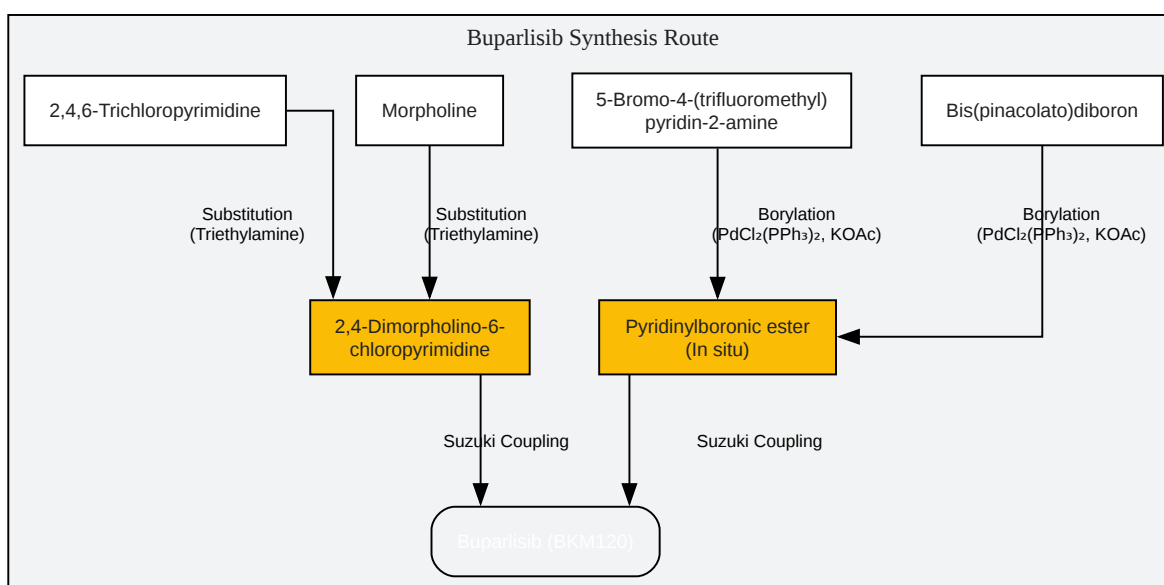 Buparlisib Synthesis Route
2,4,6-Trichloropyrimidine
Morpholine
5-Bromo-4-(trifluoromethyl)
pyridin-2-amine
Bis(pinacolato)diboron
Substitution
(Triethylamine)
Substitution
(Triethylamine)
Borylation
(PdCl₂(PPh₃)₂, KOAc)
Borylation
(PdCl₂(PPh₃)₂, KOAc)
2,4-Dimorpholino-6-
chloropyrimidine
Pyridinylboronic ester
(In situ)
Suzuki Coupling
Suzuki Coupling
Buparlisib (BKM120)